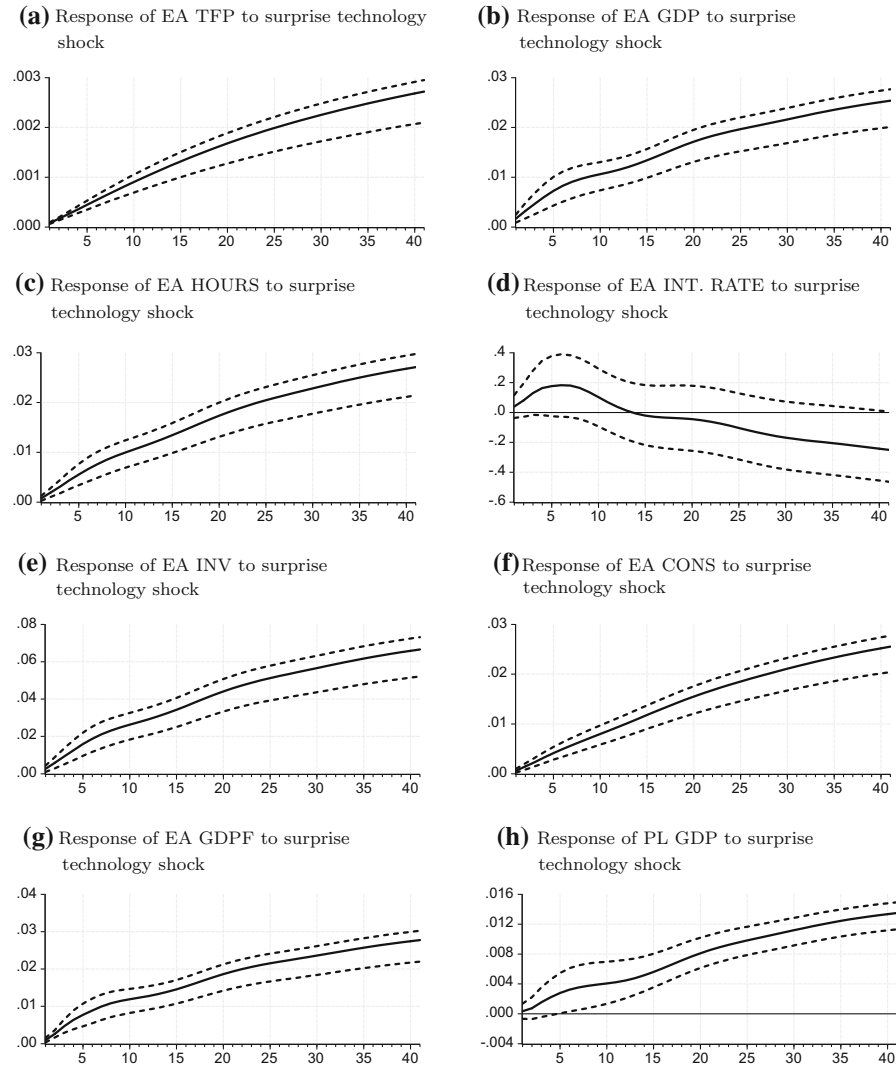 (a) Response of EA TFP to surprise technology
shock
.003
.002
.001
.000
5 10 15 20 25 30 35 40
(b) Response of EA GDP to surprise
technology shock
.03
.02
.01
.00
5 10 15 20 25 30 35 40
(c) Response of EA HOURS to surprise
technology shock
.03
.02
.01
.00
5 10 15 20 25 30 35 40
(d) Response of EA INT. RATE to surprise
technology shock
.4
.2
.0
-.2
-.4
-.6
5 10 15 20 25 30 35 40
(e) Response of EA INV to surprise
technology shock
.08
.06
.04
.02
.00
5 10 15 20 25 30 35 40
(f) Response of EA CONS to surprise
technology shock
.03
.02
.01
.00
5 10 15 20 25 30 35 40
(g) Response of EA GDPF to surprise
technology shock
.04
.03
.02
.01
.00
5 10 15 20 25 30 35 40
(h) Response of PL GDP to surprise
technology shock
.016
.012
.008
.004
.000
-.004
5 10 15 20 25 30 35 40